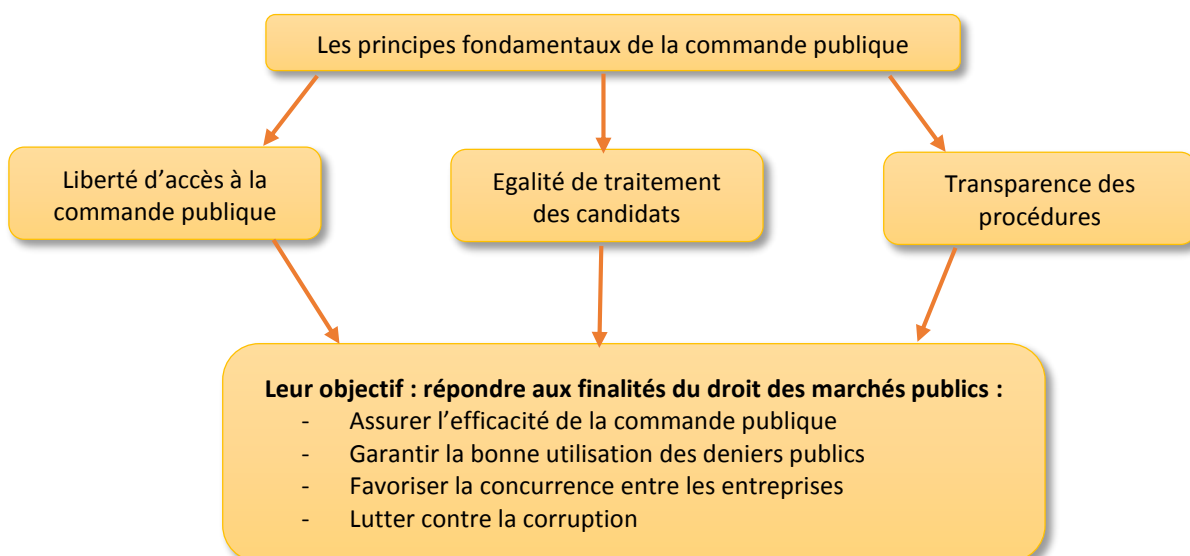 Les principes fondamentaux de la commande publique
Liberté d’accès à la
commande publique
Egalité de traitement
des candidats
Transparence des
procédures
Leur objectif : répondre aux finalités du droit des marchés publics :
- Assurer l’efficacité de la commande publique
- Garantir la bonne utilisation des deniers publics
- Favoriser la concurrence entre les entreprises
- Lutter contre la corruption